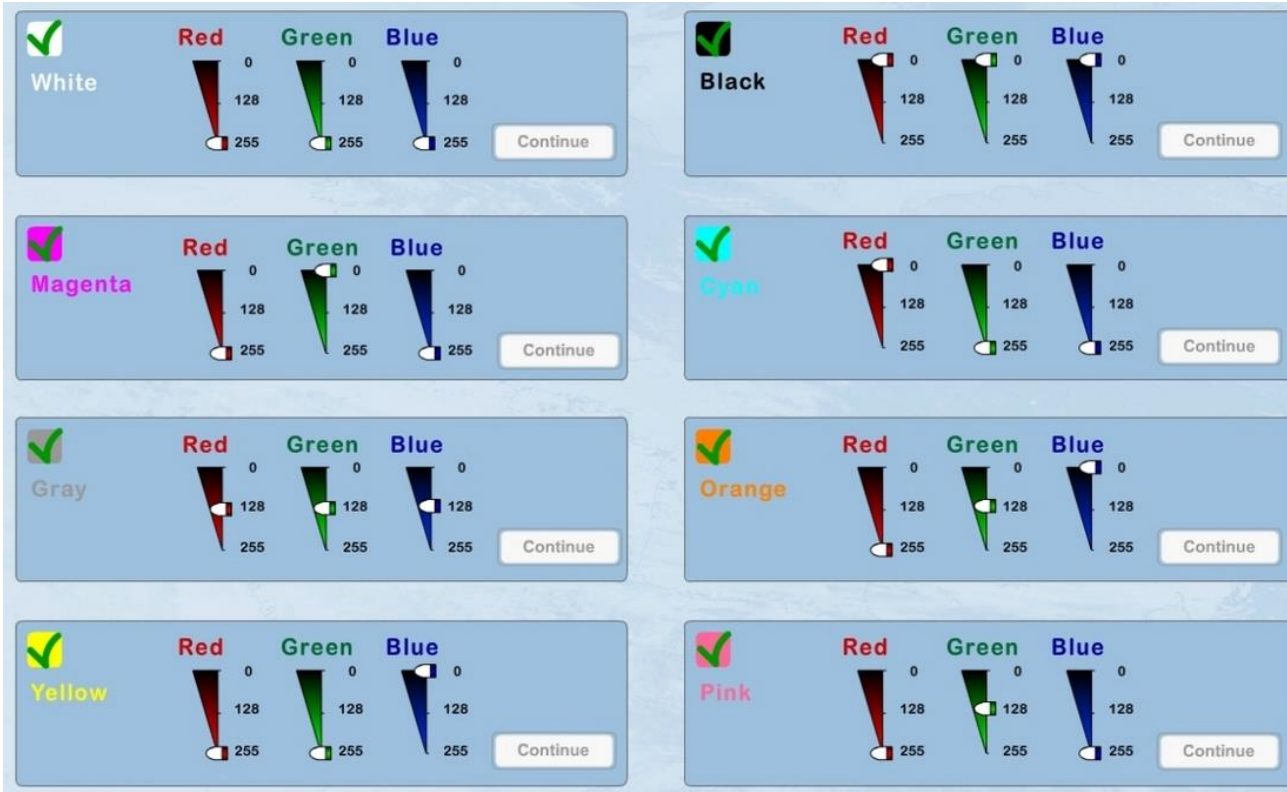 White
Red Green Blue
0 0 0
128 128 128
255 255 255
Continue
Black
Red Green Blue
0 0 0
128 128 128
255 255 255
Continue
Magenta
Red Green Blue
0 0 0
128 128 128
255 255 255
Continue
Cyan
Red Green Blue
0 0 0
128 128 128
255 255 255
Continue
Gray
Red Green Blue
0 0 0
128 128 128
255 255 255
Continue
Orange
Red Green Blue
0 0 0
128 128 128
255 255 255
Continue
Yellow
Red Green Blue
0 0 0
128 128 128
255 255 255
Continue
Pink
Red Green Blue
0 0 0
128 128 128
255 255 255
Continue